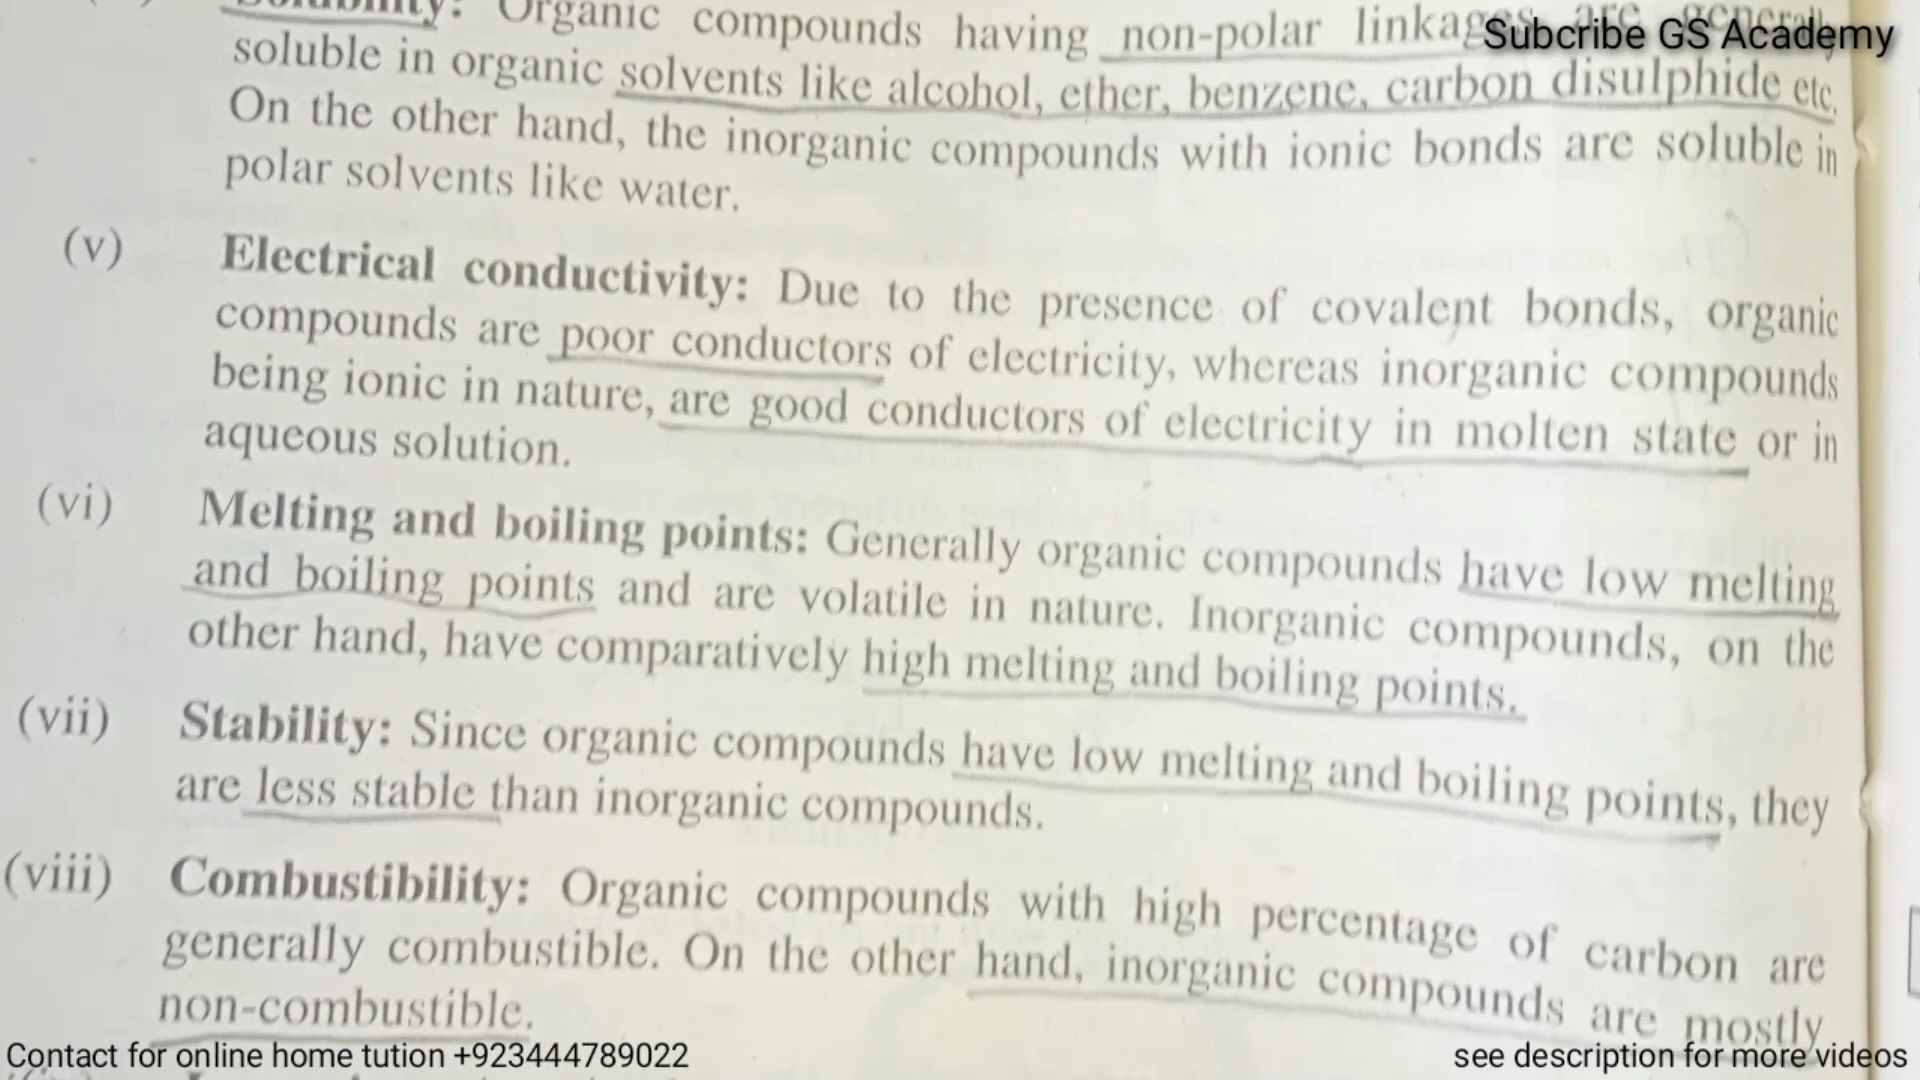 Solubility: Organic compounds having non-polar linkages are generally
soluble in organic solvents like alcohol, ether, benzene, carbon disulphide etc.
On the other hand, the inorganic compounds with ionic bonds are soluble in
polar solvents like water.
(v) Electrical conductivity: Due to the presence of covalent bonds, organic
compounds are poor conductors of electricity, whereas inorganic compounds
being ionic in nature, are good conductors of electricity in molten state or in
aqueous solution.
(vi) Melting and boiling points: Generally organic compounds have low melting
and boiling points and are volatile in nature. Inorganic compounds, on the
other hand, have comparatively high melting and boiling points.
(vii) Stability: Since organic compounds have low melting and boiling points, they
are less stable than inorganic compounds.
(viii) Combustibility: Organic compounds with high percentage of carbon are
generally combustible. On the other hand, inorganic compounds are mostly
non-combustible.
Subcribe GS Academy
Contact for online home tution +923444789022
see description for more videos